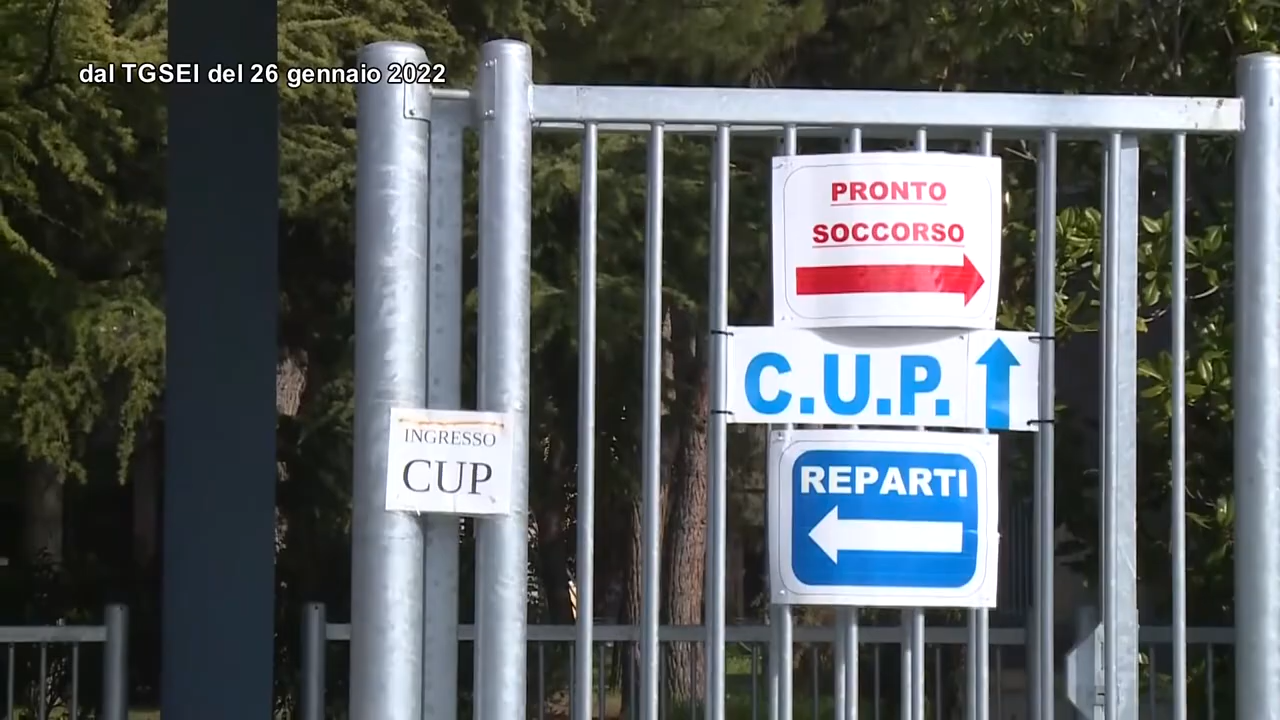 dal TGSEI del 26 gennaio 2022
PRONTO
SOCCORSO
C.U.P.
INGRESSO
CUP
REPARTI